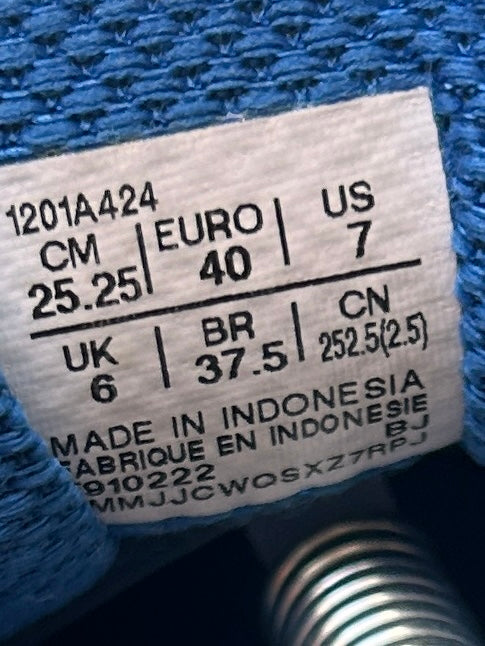 1201A424
CM EURO US
25.25 40 7
UK BR CN
6 37.5 252.5(2.5)
MADE IN INDONESIA
FABRIQUE EN INDONESIE
910222 BJ
MMJJCWOSXZ7RPJ